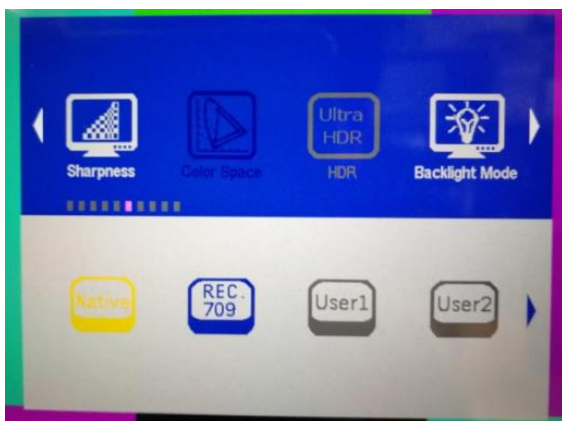 Ultra
HDR
Sharpness
Color Space
HDR
Backlight Mode
Native
REC.
709
User1
User2